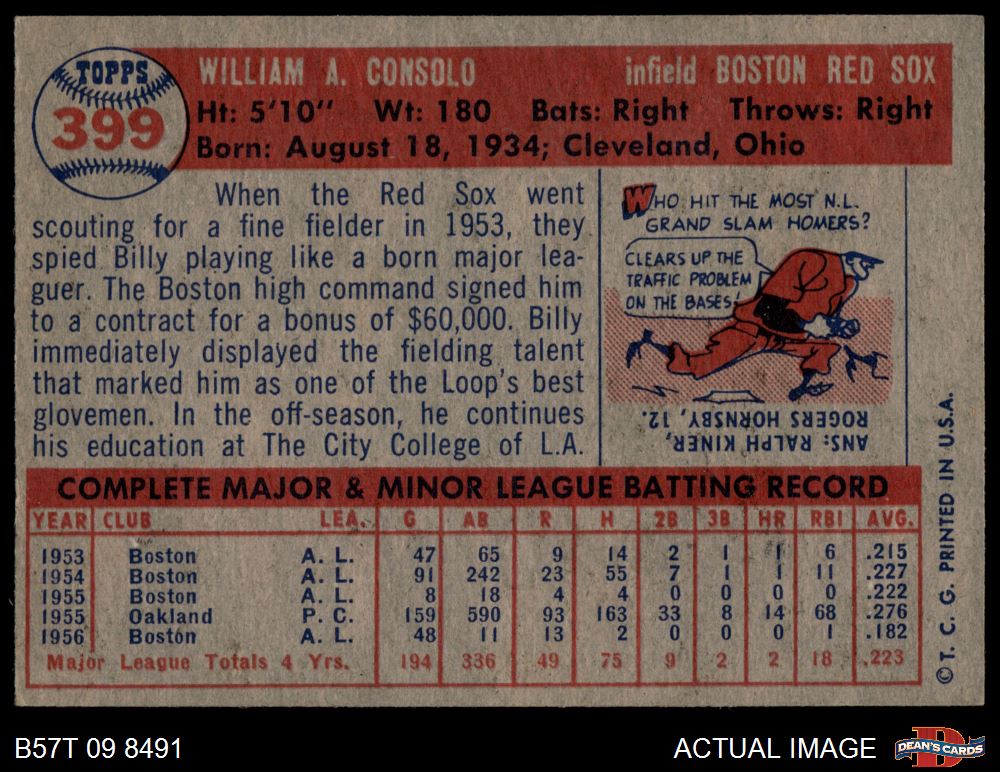 TOPPS
399
WILLIAM A. CONSOLO infield BOSTON RED SOX
Ht: 5'10" Wt: 180 Bats: Right Throws: Right
Born: August 18, 1934; Cleveland, Ohio
When the Red Sox went
scouting for a fine fielder in 1953, they
spied Billy playing like a born major lea-
guer. The Boston high command signed him
to a contract for a bonus of $60,000. Billy
immediately displayed the fielding talent
that marked him as one of the Loop's best
glovemen. In the off-season, he continues
his education at The City College of L.A.
WHO HIT THE MOST N.L.
GRAND SLAM HOMERS?
CLEARS UP THE
TRAFFIC PROBLEM
ON THE BASES!
ANS: RALPH KINER,
ROGERS HORNSBY, 12.
COMPLETE MAJOR & MINOR LEAGUE BATTING RECORD
YEAR CLUB LEA. G AB R H 2B 3B HR RBI AVG.
1953 Boston A. L. 47 65 9 14 2 1 1 6 .215
1954 Boston A. L. 91 242 23 55 7 1 1 11 .227
1955 Boston A. L. 8 18 4 4 0 0 0 0 .222
1955 Oakland P. C. 159 590 93 163 33 8 14 68 .276
1956 Boston A. L. 48 11 13 2 0 0 0 1 .182
Major League Totals 4 Yrs. 194 336 49 75 9 2 2 18 .223
© T. C. G. PRINTED IN U.S.A.
B57T 09 8491 ACTUAL IMAGE
DEAN'S CARDS